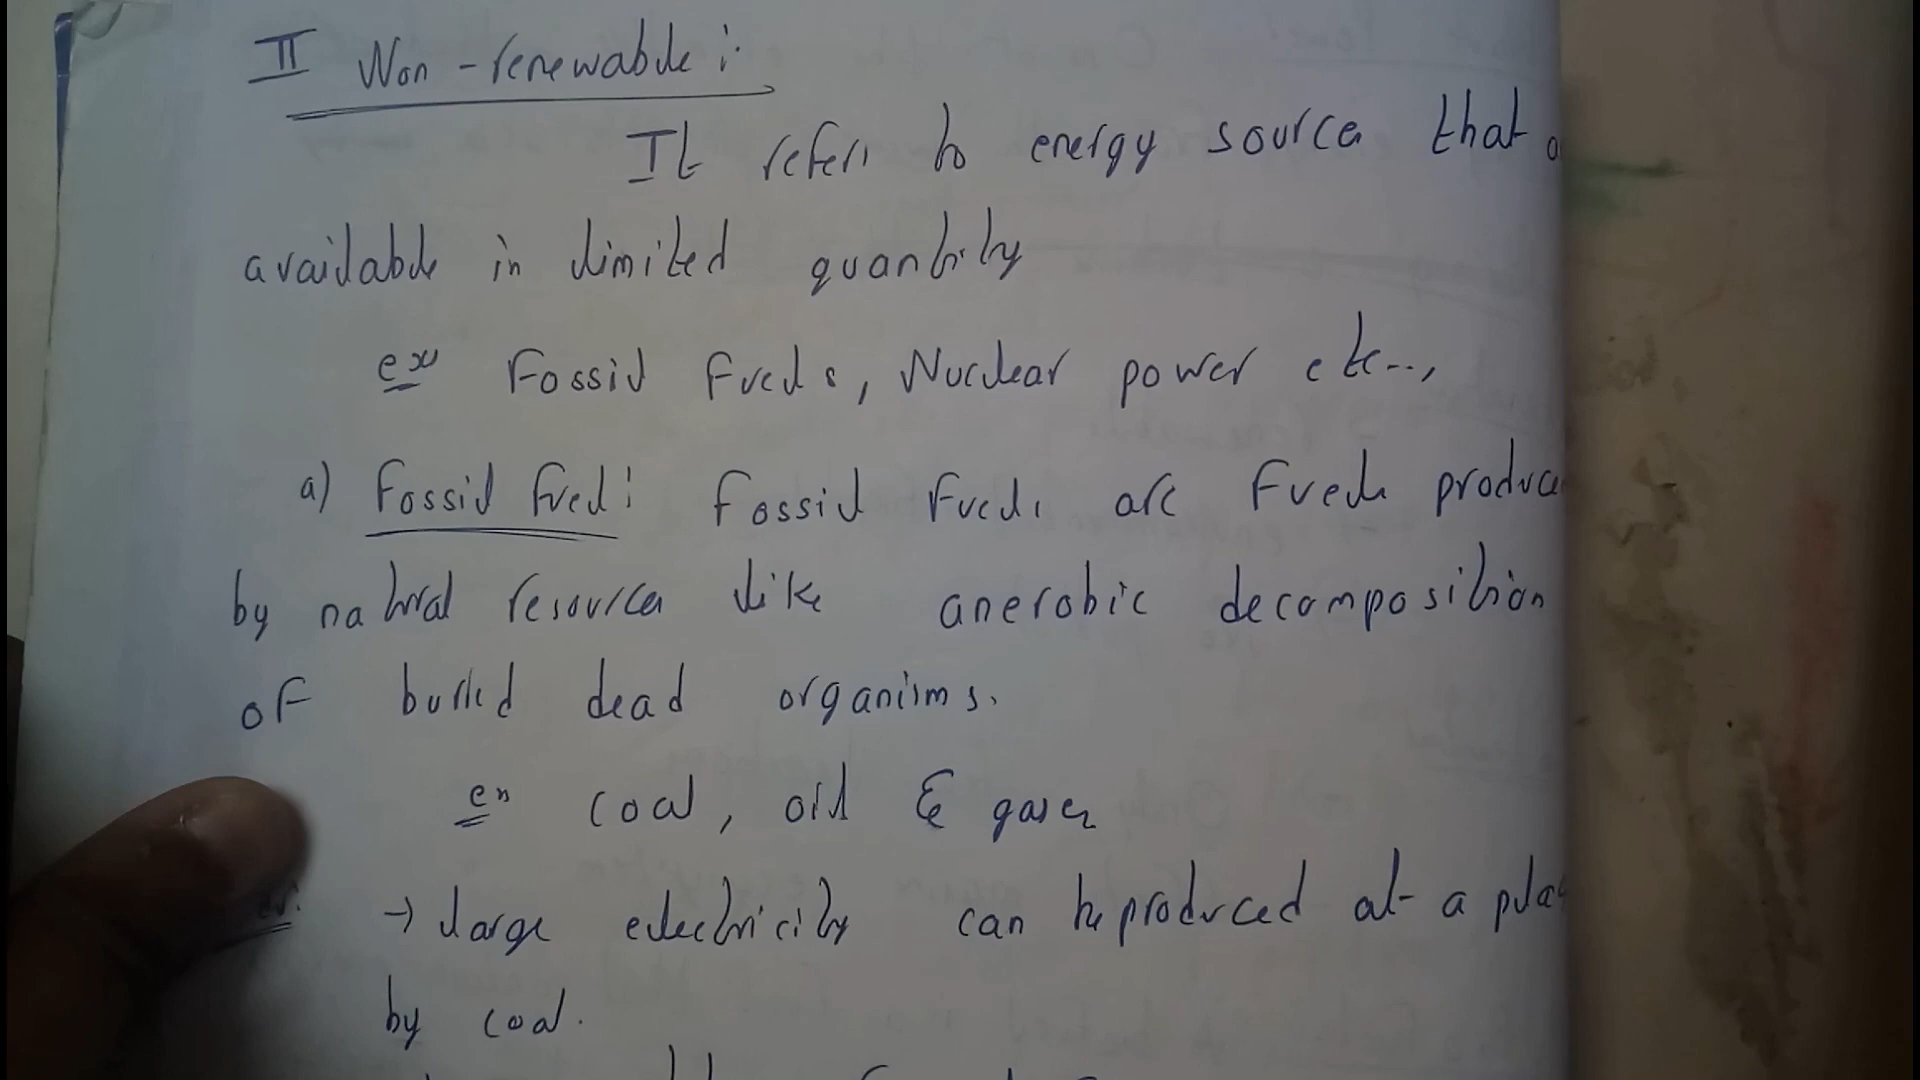 II Non-renewable :
It refers to energy source that
available in limited quantity
ex Fossil fuels, Nuclear power etc..,
a) Fossil fuel: Fossil fuels are fuels produce
by natural resources like anerobic decomposition
of buried dead organisms.
ex coal, oil & gases
→ large electricity can be produced at a
by coal.